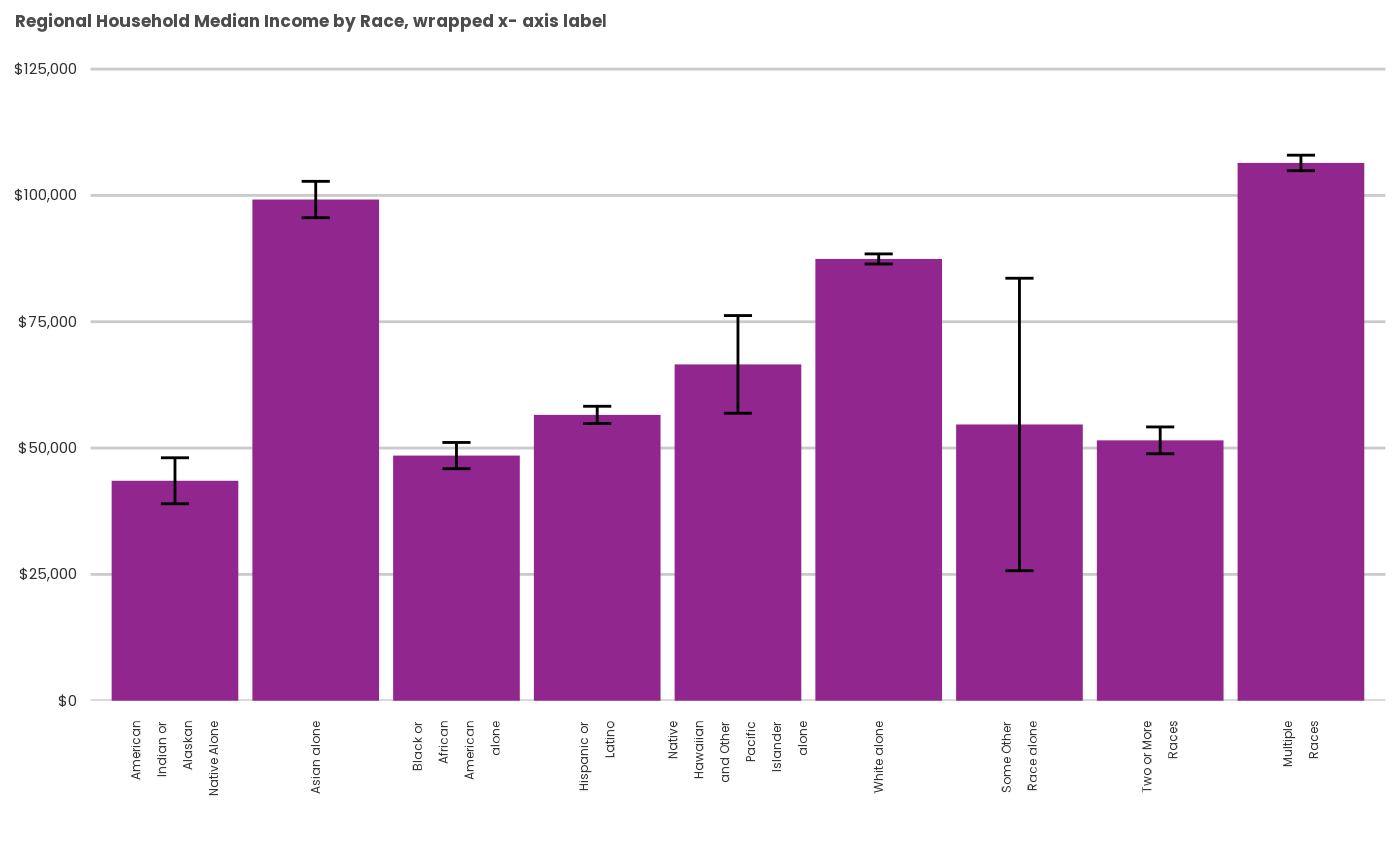 Regional Household Median Income by Race, wrapped x- axis label
$125,000
$100,000
$75,000
$50,000
$25,000
$0
American
Indian or
Alaskan
Native Alone
Asian alone
Black or
African
American
alone
Hispanic or
Latino
Native
Hawaiian
and Other
Pacific
Islander
alone
White alone
Some Other
Race alone
Two or More
Races
Multiple
Races